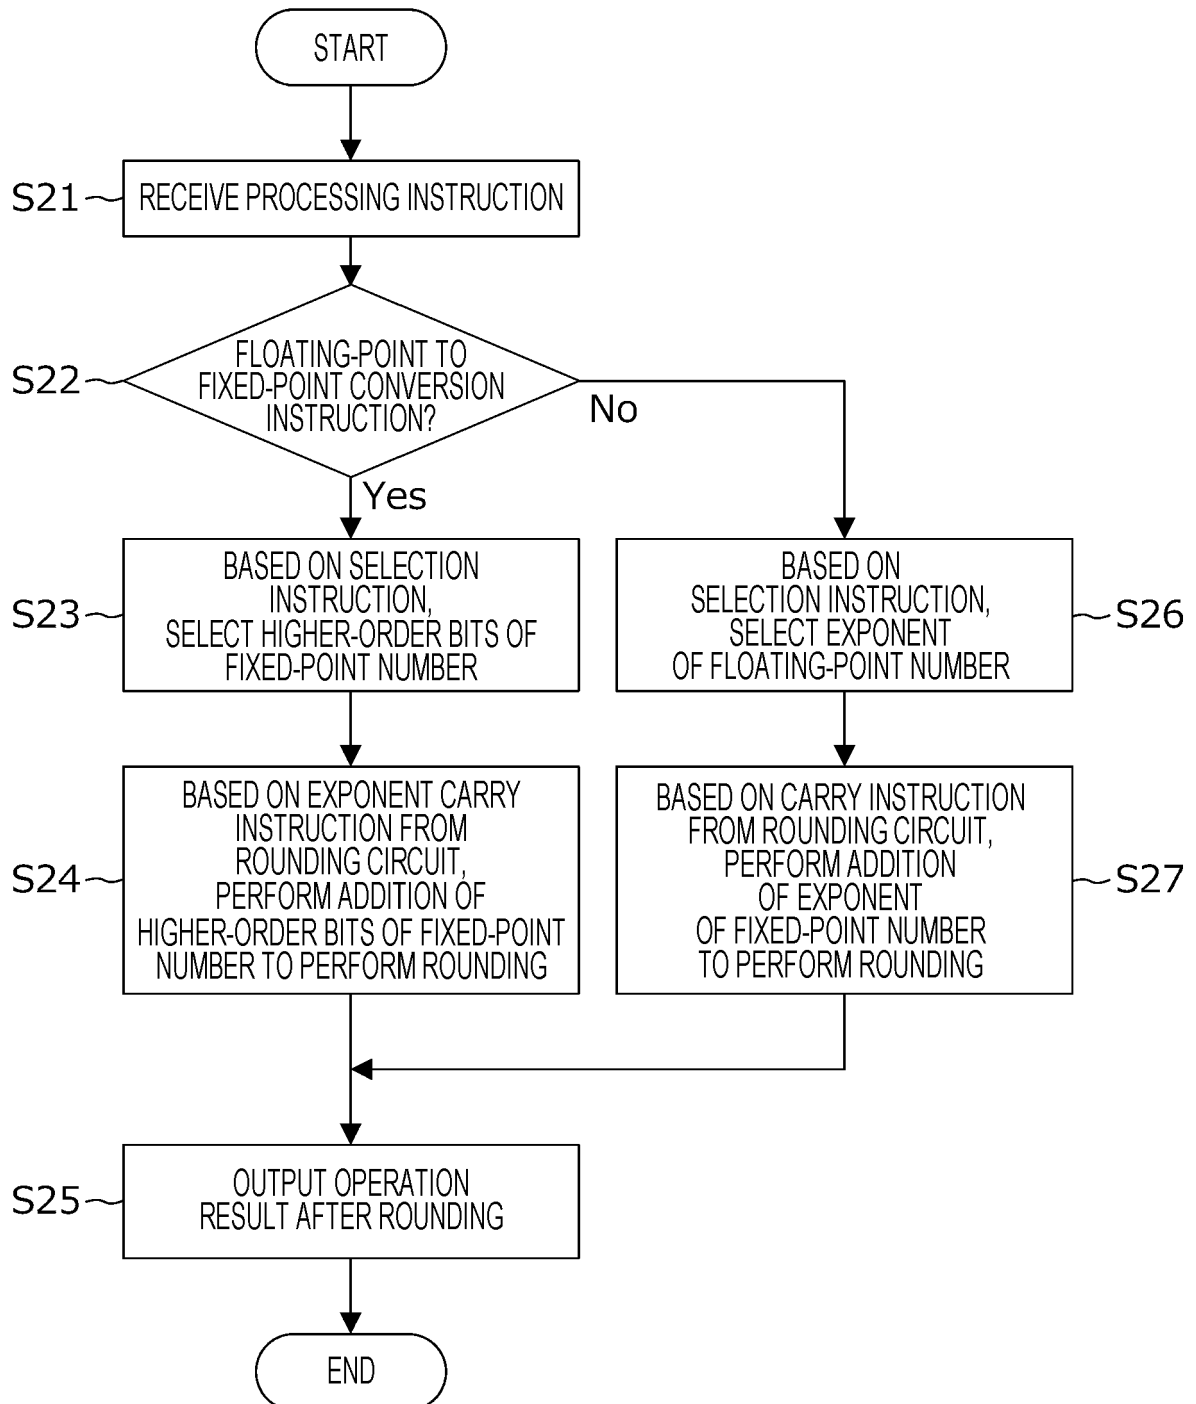 START
S21
RECEIVE PROCESSING INSTRUCTION
S22
FLOATING-POINT TO
FIXED-POINT CONVERSION
INSTRUCTION?
No
Yes
S23
BASED ON SELECTION
INSTRUCTION,
SELECT HIGHER-ORDER BITS OF
FIXED-POINT NUMBER
BASED ON
SELECTION INSTRUCTION,
SELECT EXPONENT
OF FLOATING-POINT NUMBER
S26
S24
BASED ON EXPONENT CARRY
INSTRUCTION FROM
ROUNDING CIRCUIT,
PERFORM ADDITION OF
HIGHER-ORDER BITS OF FIXED-POINT
NUMBER TO PERFORM ROUNDING
BASED ON CARRY INSTRUCTION
FROM ROUNDING CIRCUIT,
PERFORM ADDITION
OF EXPONENT
OF FIXED-POINT NUMBER
TO PERFORM ROUNDING
S27
S25
OUTPUT OPERATION
RESULT AFTER ROUNDING
END